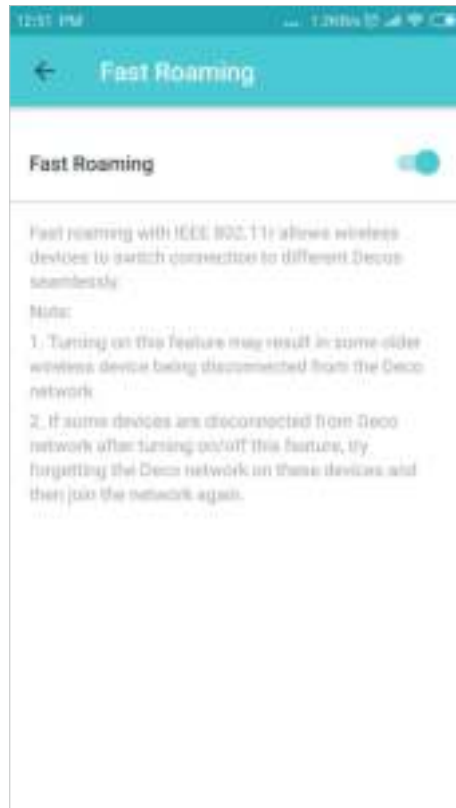 12:51 PM
Fast Roaming
Fast Roaming
Fast roaming with IEEE 802.11r allows wireless
devices to switch connection to different Decos
seamlessly.
Note:
1. Turning on this feature may result in some older
wireless device being disconnected from the Deco
network
2. If some devices are disconnected from Deco
network after turning on/off this feature, try
forgetting the Deco network on these devices and
then join the network again.